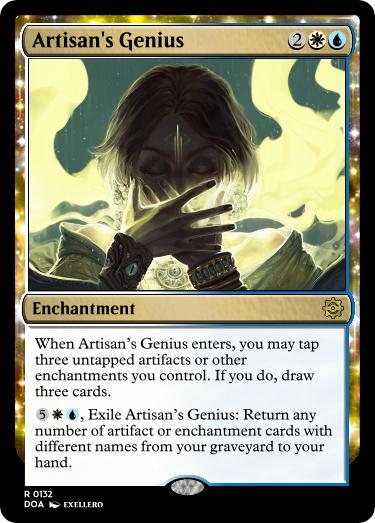 Artisan's Genius 2
Enchantment
When Artisan's Genius enters, you may tap
three untapped artifacts or other
enchantments you control. If you do, draw
three cards.
5, Exile Artisan's Genius: Return any
number of artifact or enchantment cards with
different names from your graveyard to your
hand.
R 0132
DOA EXELLERO